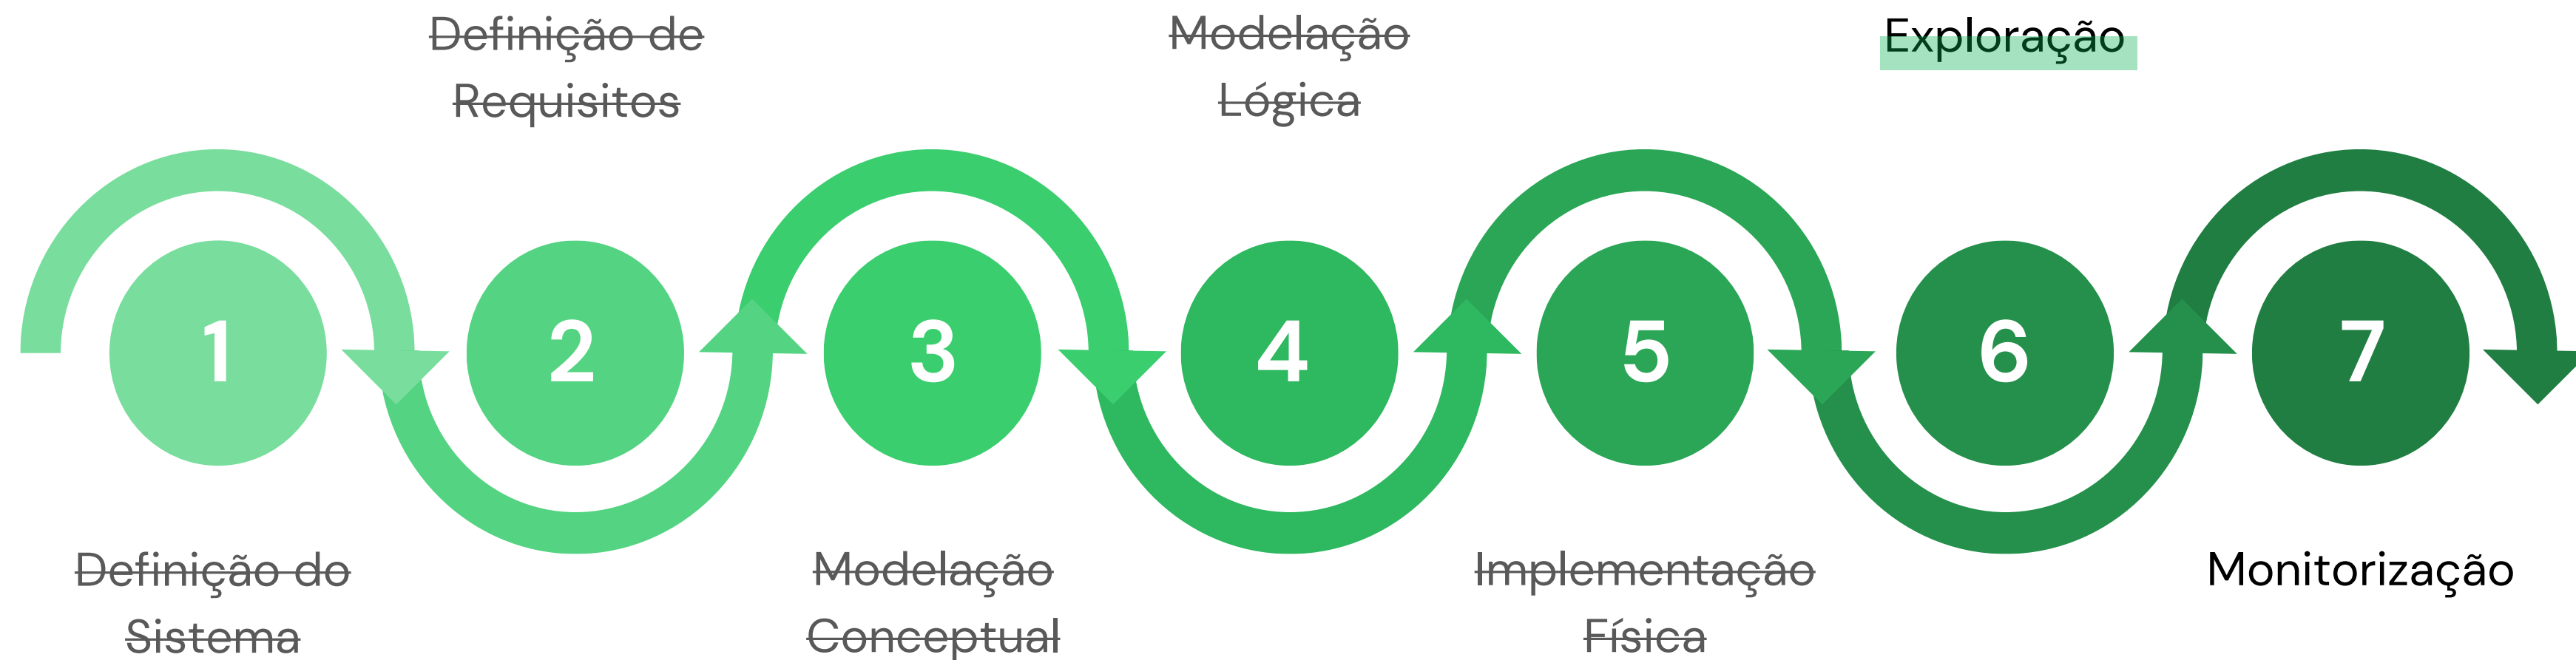 Definição de
Requisitos
Modelação
Lógica
Exploração
1
2
3
4
5
6
7
Definição do
Sistema
Modelação
Conceptual
Implementação
Física
Monitorização